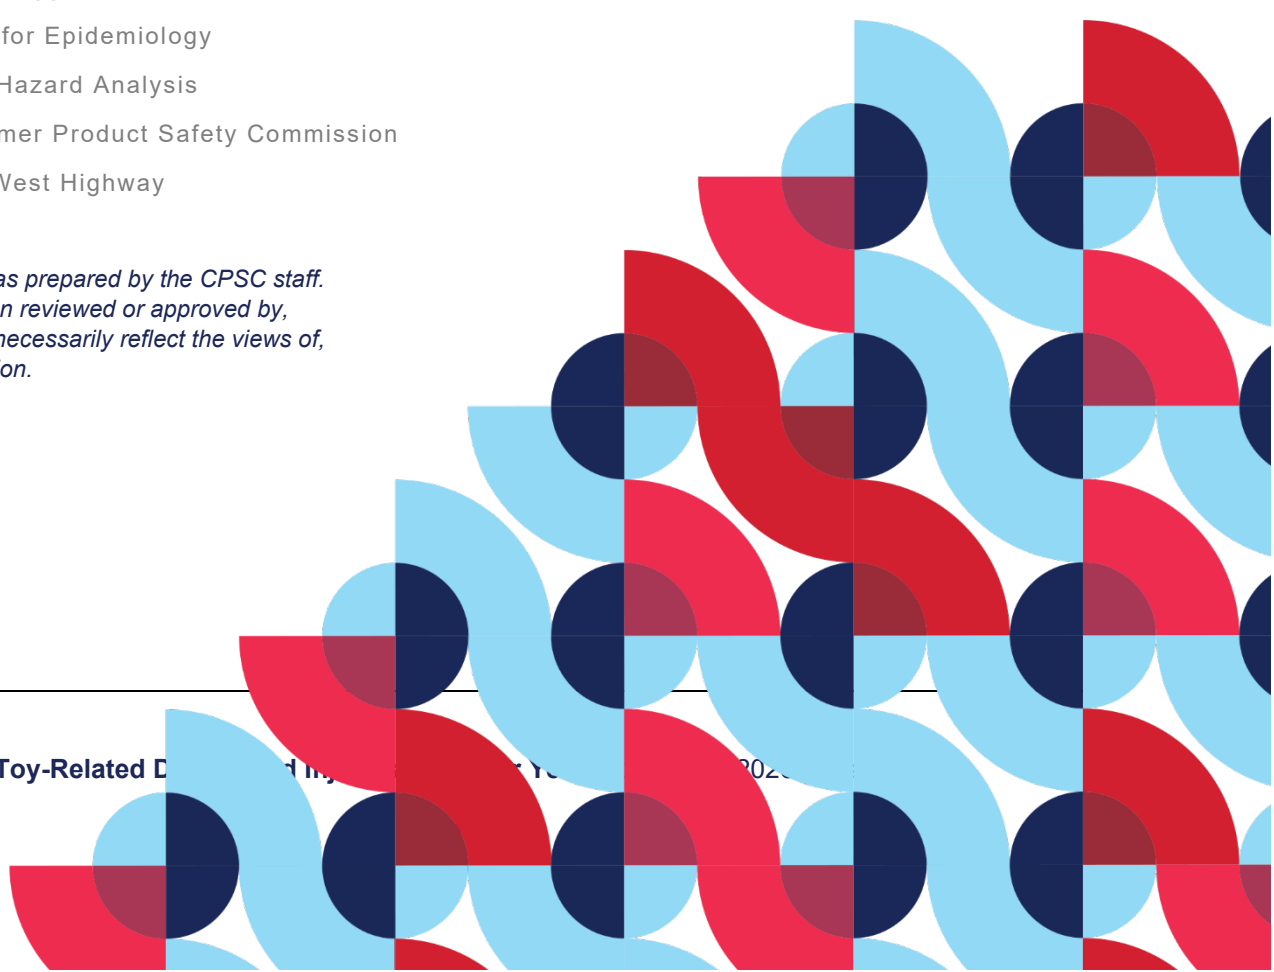 for Epidemiology
Hazard Analysis
mer Product Safety Commission
West Highway
as prepared by the CPSC staff.
n reviewed or approved by,
necessarily reflect the views of,
on.
Toy-Related